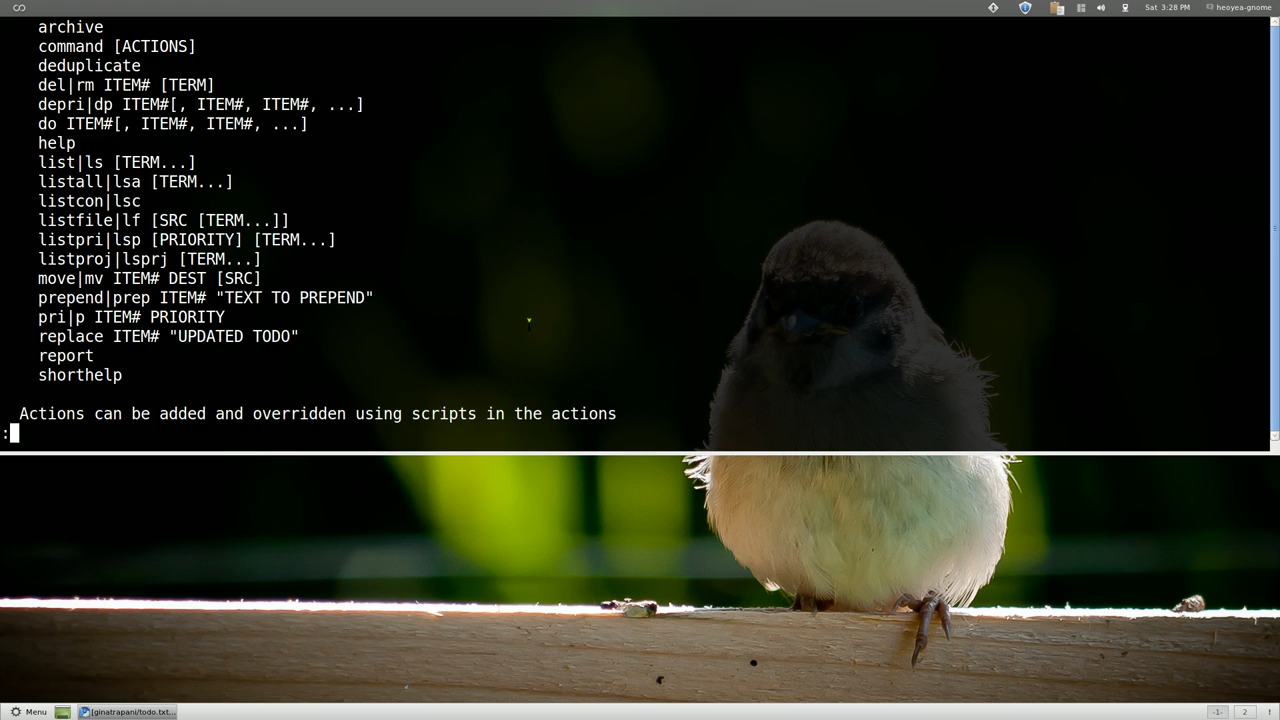 Sat 3:28 PM heoyea-gnome
archive
command [ACTIONS]
deduplicate
del|rm ITEM# [TERM]
depri|dp ITEM#[, ITEM#, ITEM#, ...]
do ITEM#[, ITEM#, ITEM#, ...]
help
list|ls [TERM...]
listall|lsa [TERM...]
listcon|lsc
listfile|lf [SRC [TERM...]]
listpri|lsp [PRIORITY] [TERM...]
listproj|lsprj [TERM...]
move|mv ITEM# DEST [SRC]
prepend|prep ITEM# "TEXT TO PREPEND"
pri|p ITEM# PRIORITY
replace ITEM# "UPDATED TODO"
report
shorthelp
Actions can be added and overridden using scripts in the actions
:
Menu [ginatrapani/todo.txt... -1- 2 !